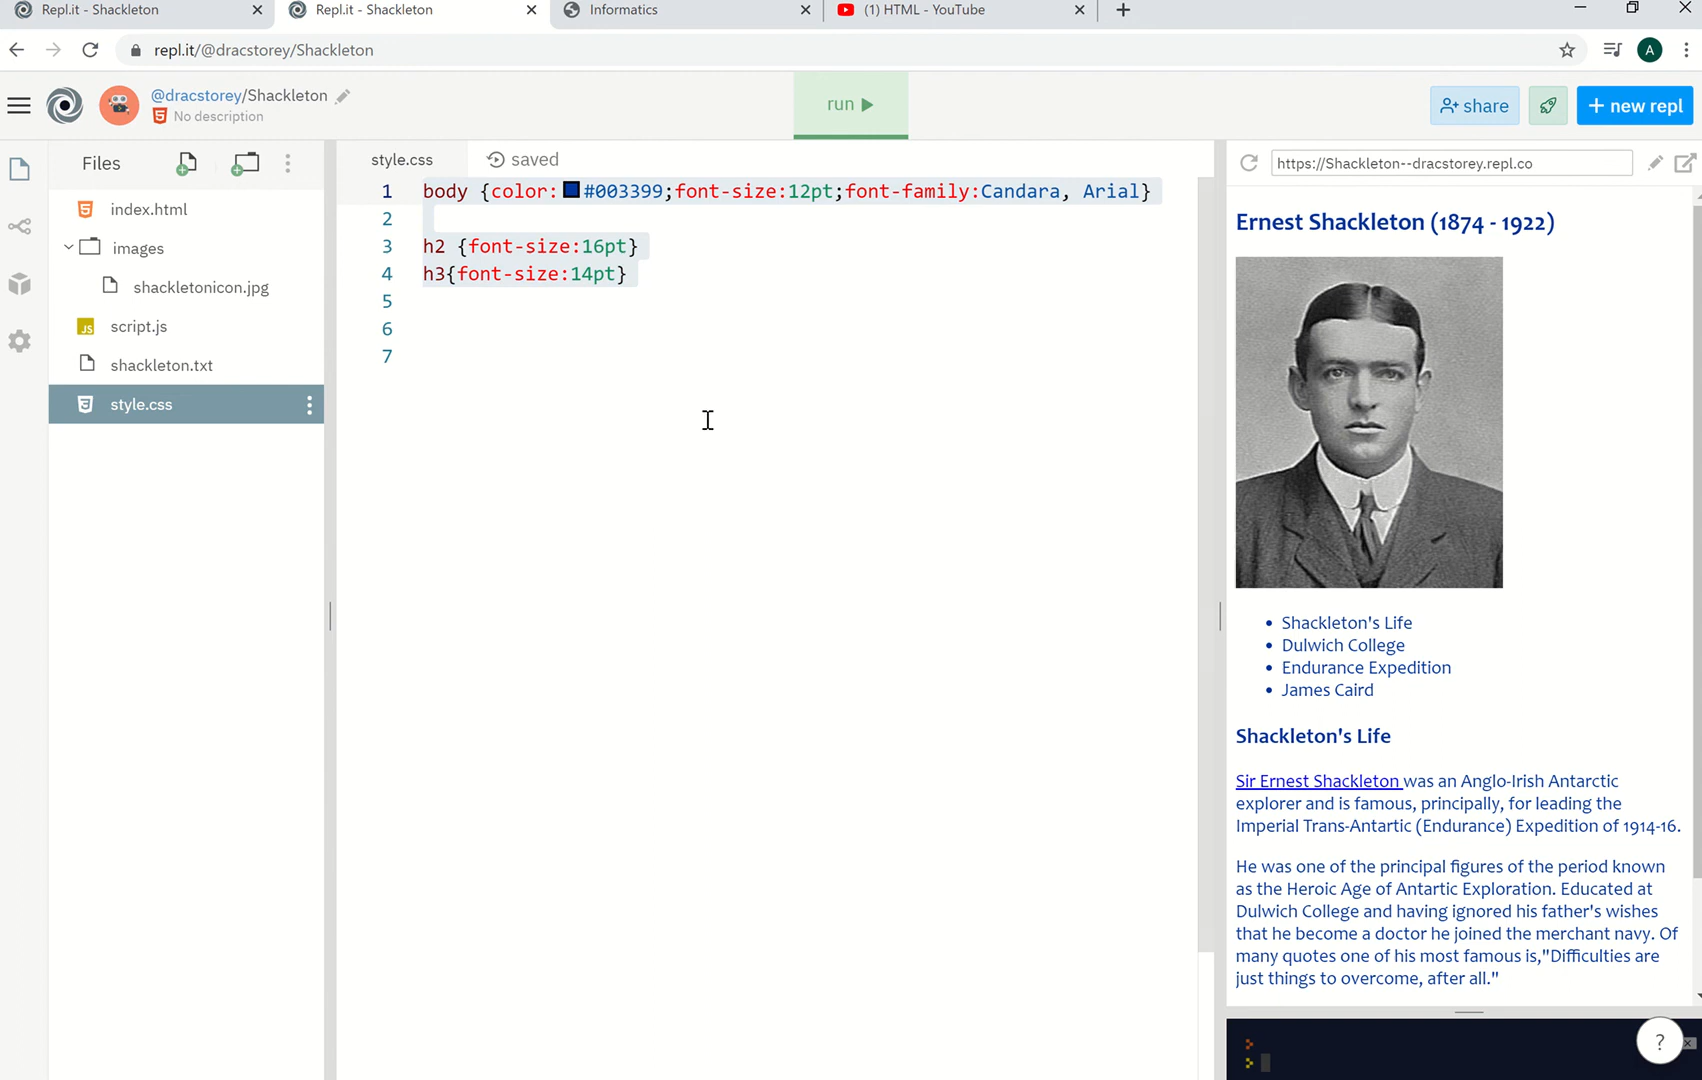 Repl.it - Shackleton
Repl.it - Shackleton
Informatics
(1) HTML - YouTube
repl.it/@dracstorey/Shackleton
A
@dracstorey/Shackleton
No description
run
share
+ new repl
Files
index.html
images
shackletonicon.jpg
JS script.js
shackleton.txt
style.css
style.css
saved
1 body {color: #003399;font-size:12pt;font-family:Candara, Arial}
2
3 h2 {font-size:16pt}
4 h3{font-size:14pt}
5
6
7
https://Shackleton--dracstorey.repl.co
Ernest Shackleton (1874 - 1922)
• Shackleton's Life
• Dulwich College
• Endurance Expedition
• James Caird
Shackleton's Life
Sir Ernest Shackleton was an Anglo-Irish Antarctic
explorer and is famous, principally, for leading the
Imperial Trans-Antartic (Endurance) Expedition of 1914-16.
He was one of the principal figures of the period known
as the Heroic Age of Antartic Exploration. Educated at
Dulwich College and having ignored his father's wishes
that he become a doctor he joined the merchant navy. Of
many quotes one of his most famous is,"Difficulties are
just things to overcome, after all."
>
>
?